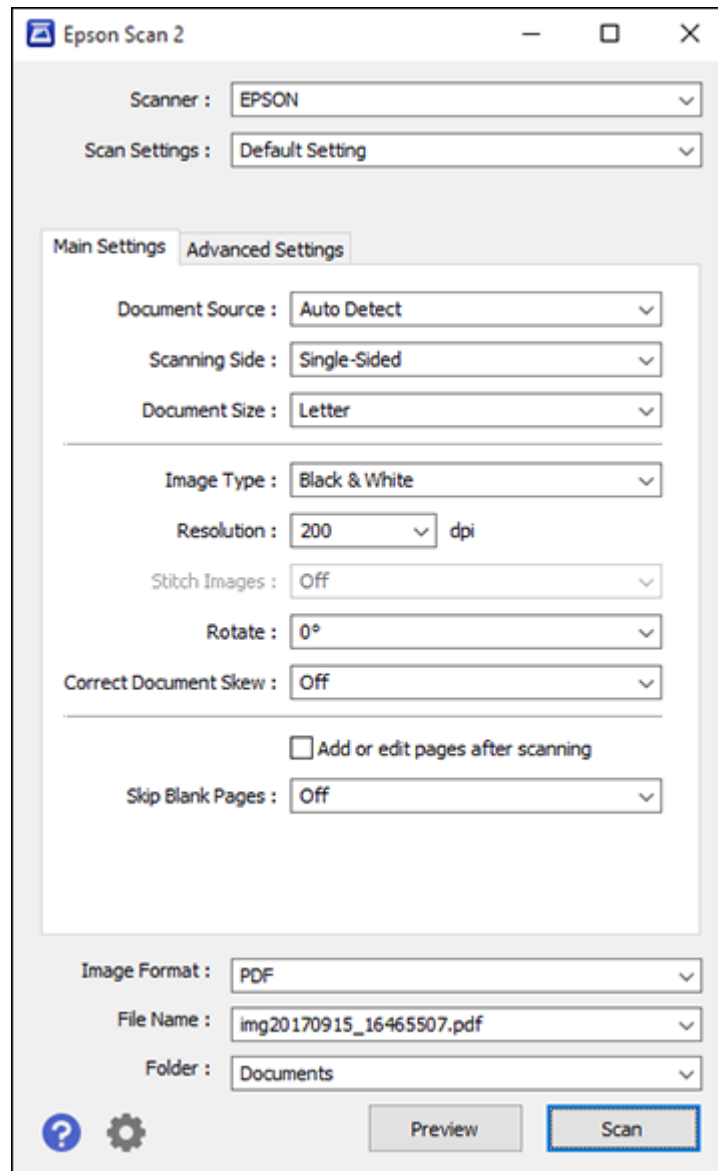 Epson Scan 2
Scanner : EPSON
Scan Settings : Default Setting
Main Settings Advanced Settings
Document Source : Auto Detect
Scanning Side : Single-Sided
Document Size : Letter
Image Type : Black & White
Resolution : 200 dpi
Stitch Images : Off
Rotate : 0°
Correct Document Skew : Off
Add or edit pages after scanning
Skip Blank Pages : Off
Image Format : PDF
File Name : img20170915_16465507.pdf
Folder : Documents
? Preview Scan